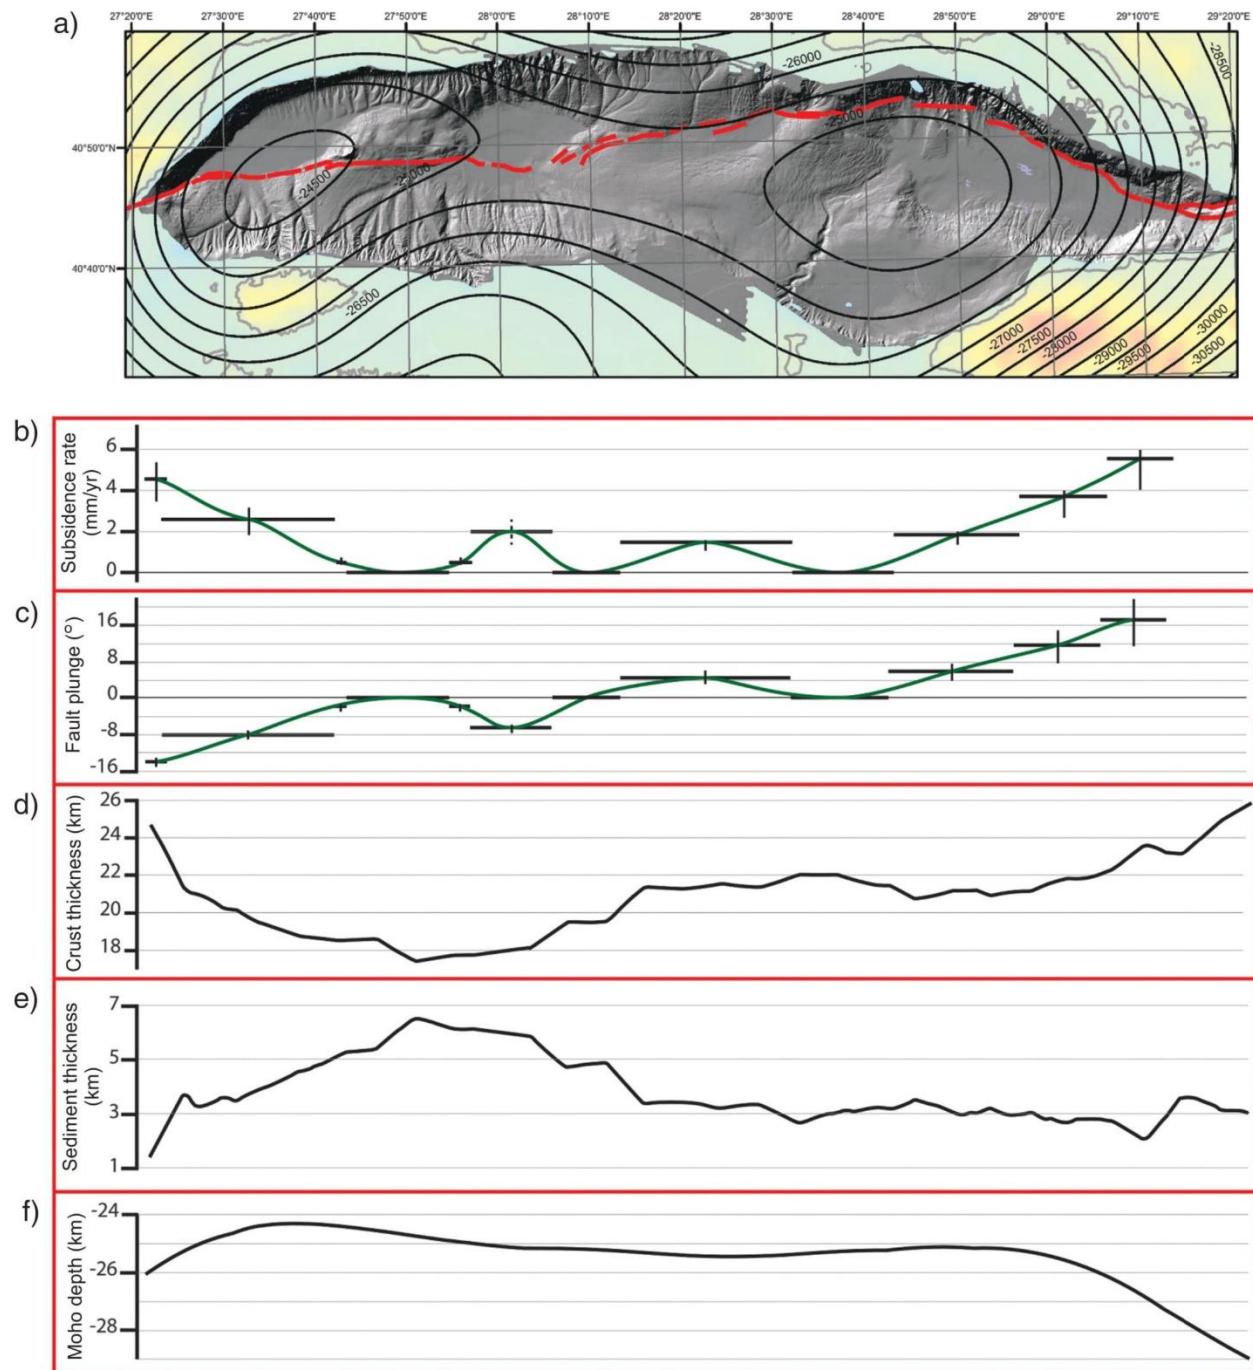 a)
27°20'0"E 27°30'0"E 27°40'0"E 27°50'0"E 28°0'0"E 28°10'0"E 28°20'0"E 28°30'0"E 28°40'0"E 28°50'0"E 29°0'0"E 29°10'0"E 29°20'0"E
-26000
-28500
40°50'0"N
-25000
-24500
-25000
40°40'0"N
-26500
-27000
-27500
-28000
-29000
-29500
-30000
-30500
b)
Subsidence rate
(mm/yr)
6
4
2
0
c)
Fault plunge (°)
16
8
0
-8
-16
d)
Crust thickness (km)
26
24
22
20
18
e)
Sediment thickness
(km)
7
5
3
1
f)
Moho depth (km)
-24
-26
-28